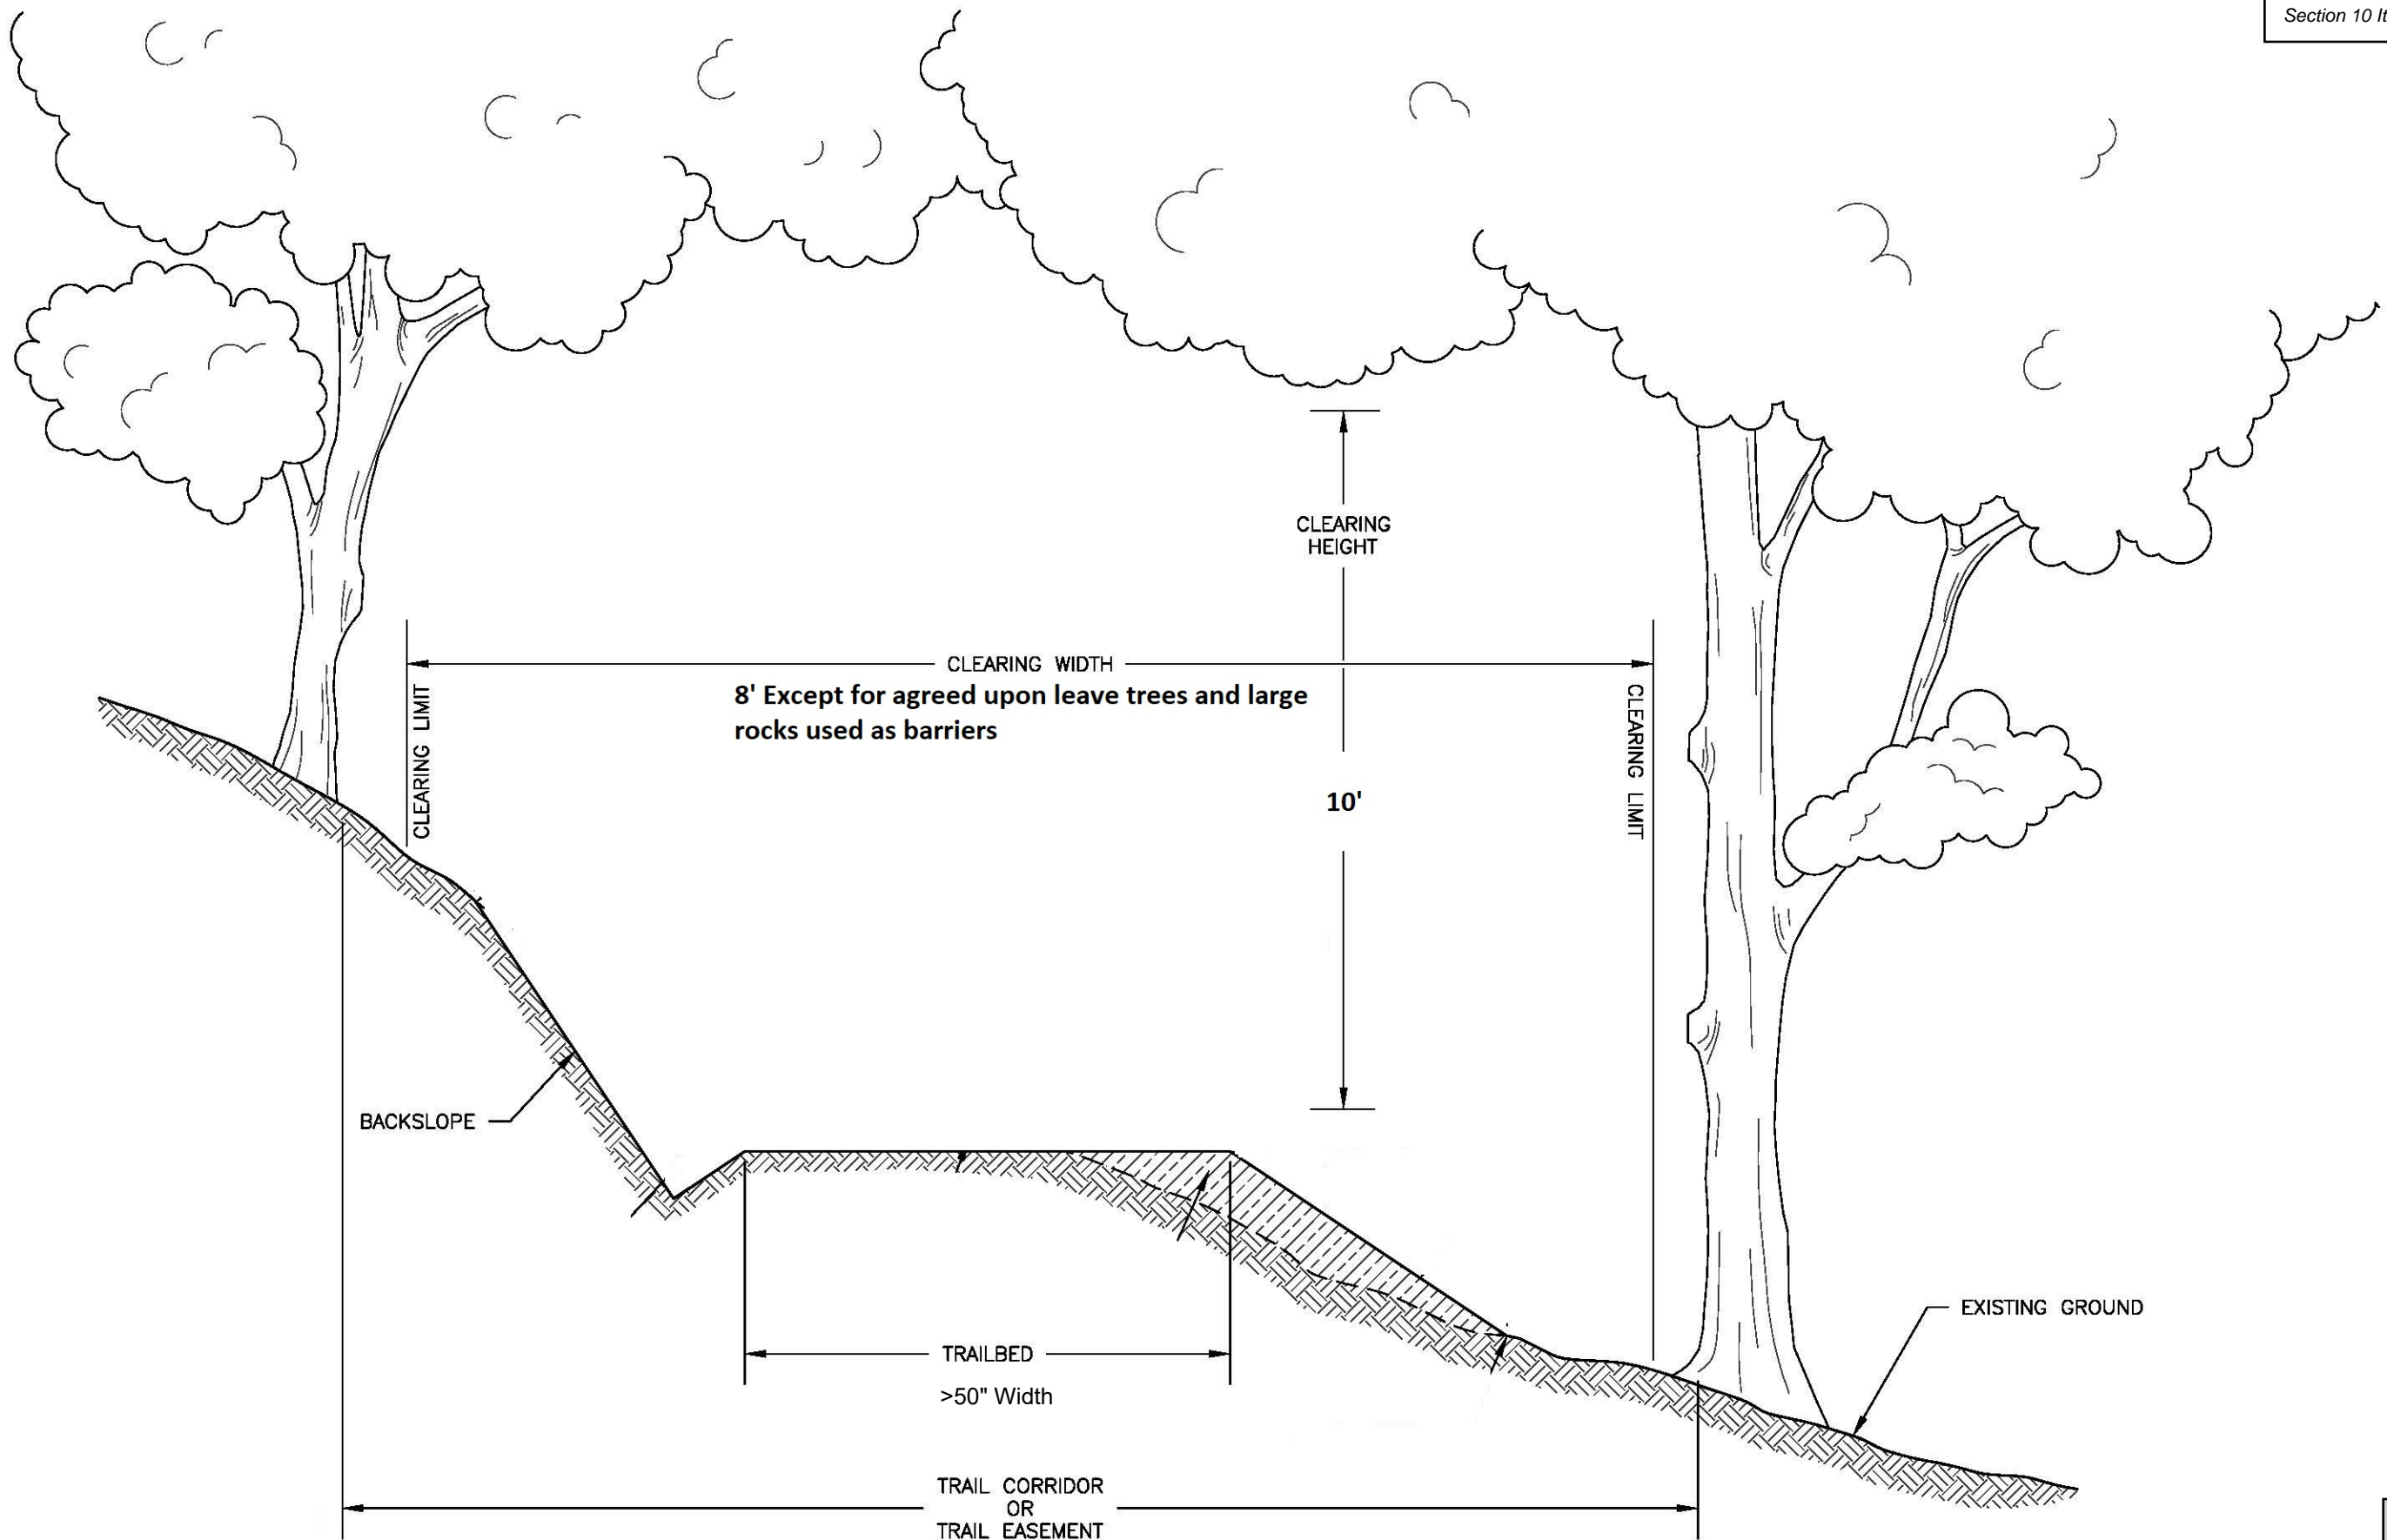 Section 10 It
CLEARING
HEIGHT
CLEARING WIDTH
8' Except for agreed upon leave trees and large
rocks used as barriers
CLEARING LIMIT
CLEARING LIMIT
10'
BACKSLOPE
EXISTING GROUND
TRAILBED
>50" Width
TRAIL CORRIDOR
OR
TRAIL EASEMENT